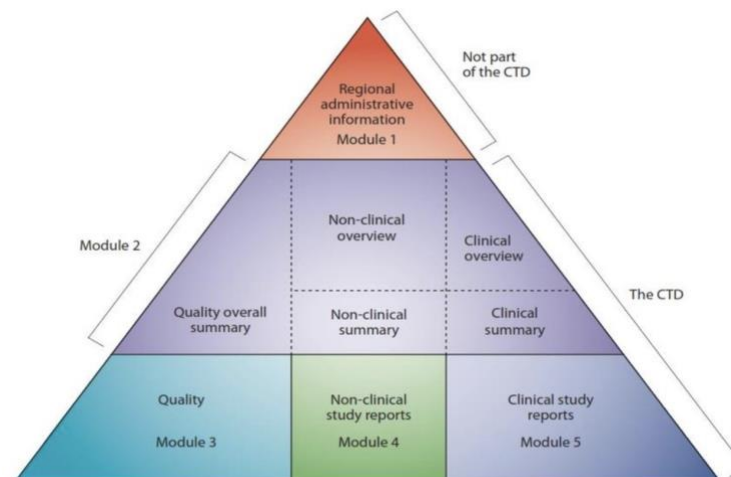 Not part
of the CTD
Regional
administrative
information
Module 1
Module 2
Non-clinical
overview
Clinical
overview
The CTD
Quality overall
summary
Non-clinical
summary
Clinical
summary
Quality
Module 3
Non-clinical
study reports
Module 4
Clinical study
reports
Module 5